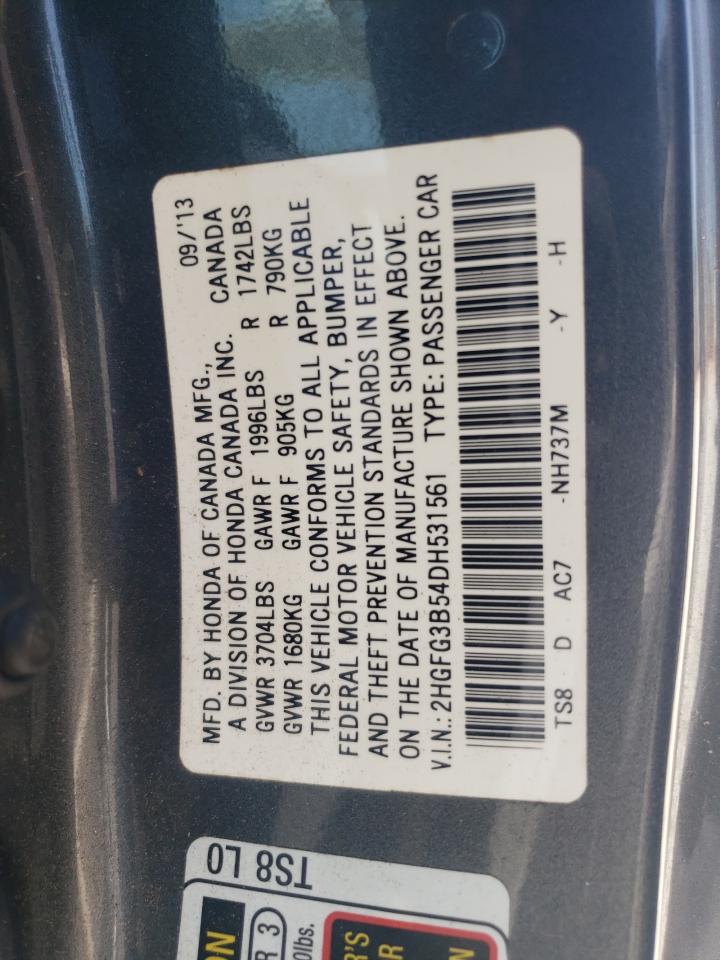 MFD. BY HONDA OF CANADA MFG., 09/'13
A DIVISION OF HONDA CANADA INC. CANADA
GVWR 3704LBS GAWR F 1996LBS R 1742LBS
GVWR 1680KG GAWR F 905KG R 790KG
THIS VEHICLE CONFORMS TO ALL APPLICABLE
FEDERAL MOTOR VEHICLE SAFETY, BUMPER,
AND THEFT PREVENTION STANDARDS IN EFFECT
ON THE DATE OF MANUFACTURE SHOWN ABOVE.
V.I.N.: 2HGFG3B54DH531561 TYPE: PASSENGER CAR
TS8 D AC7 -NH737M -Y -H
TS8 L0
ON
R 3
0lbs.
R'S
R
N